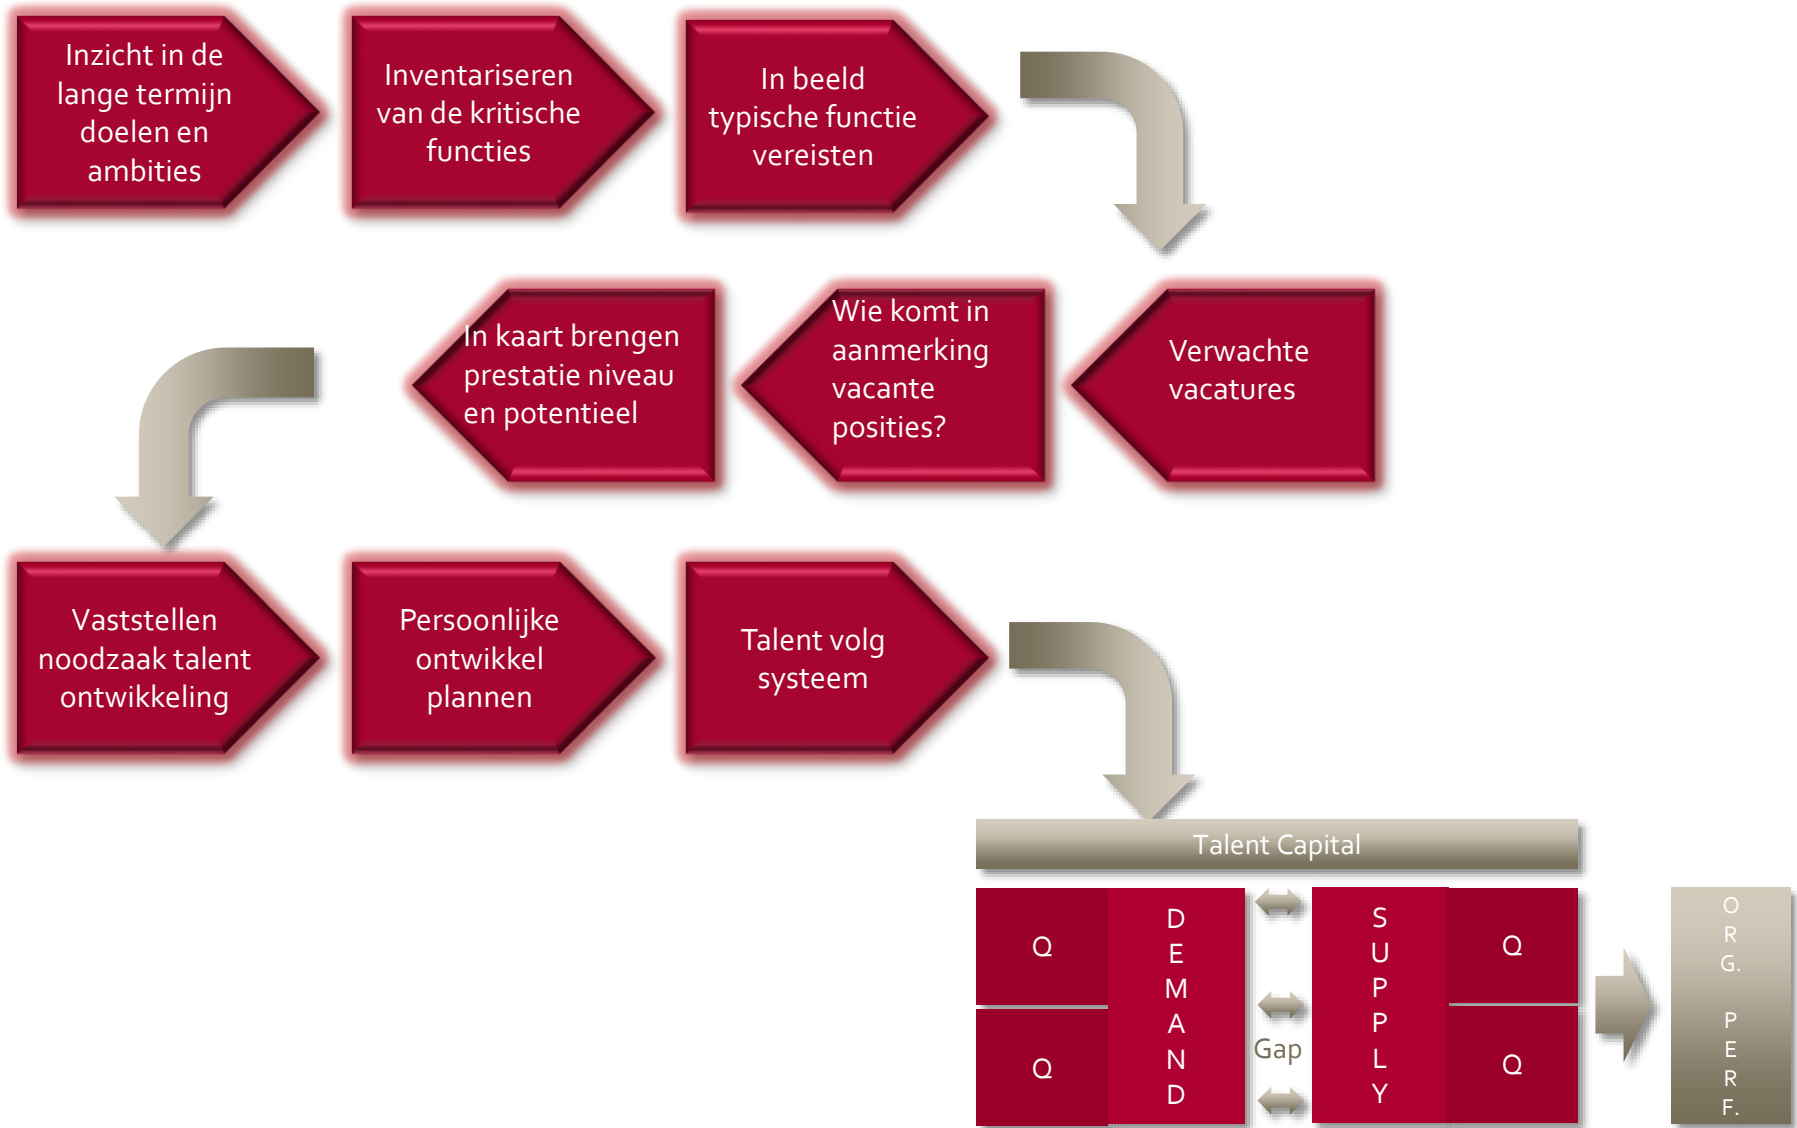 Inzicht in de
lange termijn
doelen en
ambities
Inventariseren
van de kritische
functies
In beeld
typische functie
vereisten
In kaart brengen
prestatie niveau
en potentieel
Wie komt in
aanmerking
vacante
posities?
Verwachte
vacatures
Vaststellen
noodzaak talent
ontwikkeling
Persoonlijke
ontwikkel
plannen
Talent volg
systeem
Talent Capital
Q
Q
D
E
M
A
N
D
Gap
S
U
P
P
L
Y
Q
Q
O
R
G.
P
E
R
F.